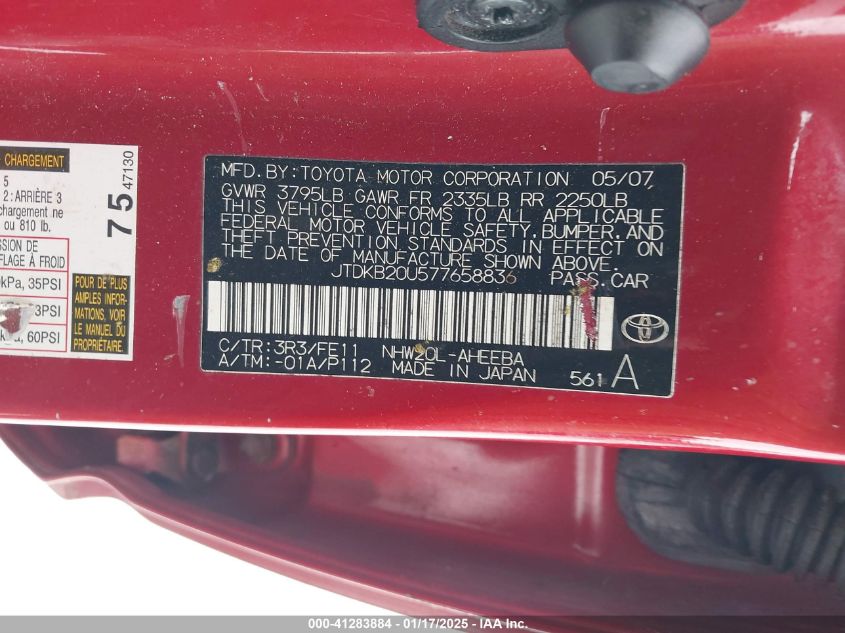 CHARGEMENT
5
2: ARRIÈRE 3
chargement ne
ou 810 lb.
SSION DE
FLAGE À FROID
kPa, 35PSI
3PSI
60PSI
75
47130
POUR DE PLUS
AMPLES INFOR-
MATIONS, VOIR
LE MANUEL DU
PROPRIÉTAIRE
MFD.BY:TOYOTA MOTOR CORPORATION 05/07
GVWR 3795LB GAWR FR 2335LB RR 2250LB
THIS VEHICLE CONFORMS TO ALL APPLICABLE
FEDERAL MOTOR VEHICLE SAFETY,BUMPER,AND
THEFT PREVENTION STANDARDS IN EFFECT ON
THE DATE OF MANUFACTURE SHOWN ABOVE.
JTDKB20U577658836 PASS.CAR
C/TR:3R3/FE11 NHW20L-AHEEBA
A/TM:-01A/P112 MADE IN JAPAN 561 A
000-41283884 - 01/17/2025 - IAA Inc.